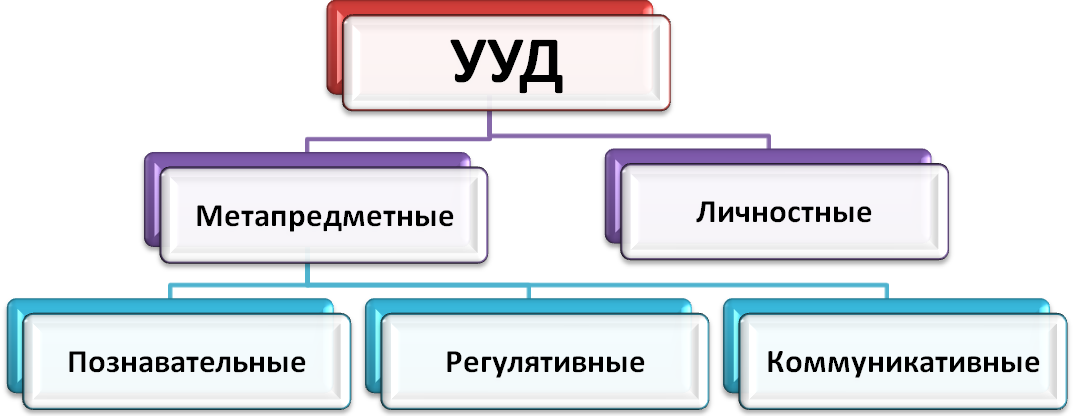 УУД
Метапредметные
Личностные
Познавательные
Регулятивные
Коммуникативные